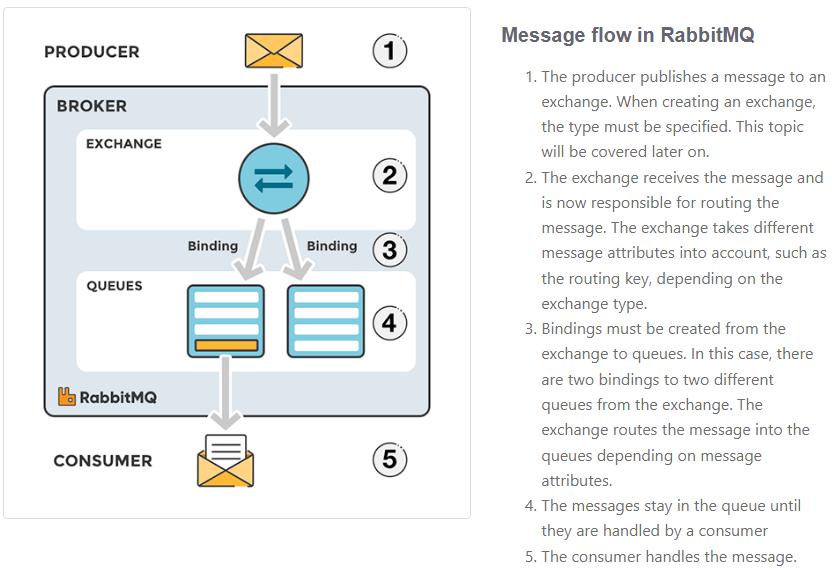 PRODUCER
1
BROKER
EXCHANGE
2
Binding
Binding
3
QUEUES
4
RabbitMQ
CONSUMER
5
Message flow in RabbitMQ
1. The producer publishes a message to an
exchange. When creating an exchange,
the type must be specified. This topic
will be covered later on.
2. The exchange receives the message and
is now responsible for routing the
message. The exchange takes different
message attributes into account, such as
the routing key, depending on the
exchange type.
3. Bindings must be created from the
exchange to queues. In this case, there
are two bindings to two different
queues from the exchange. The
exchange routes the message into the
queues depending on message
attributes.
4. The messages stay in the queue until
they are handled by a consumer
5. The consumer handles the message.